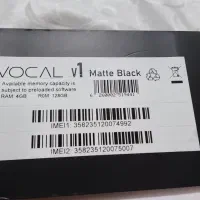 VOCAL v1 Matte Black
Available memory capacity is
subject to preloaded software
RAM 4GB ROM 128GB
IMEI1 358235120074992
IMEI2 358235120075007